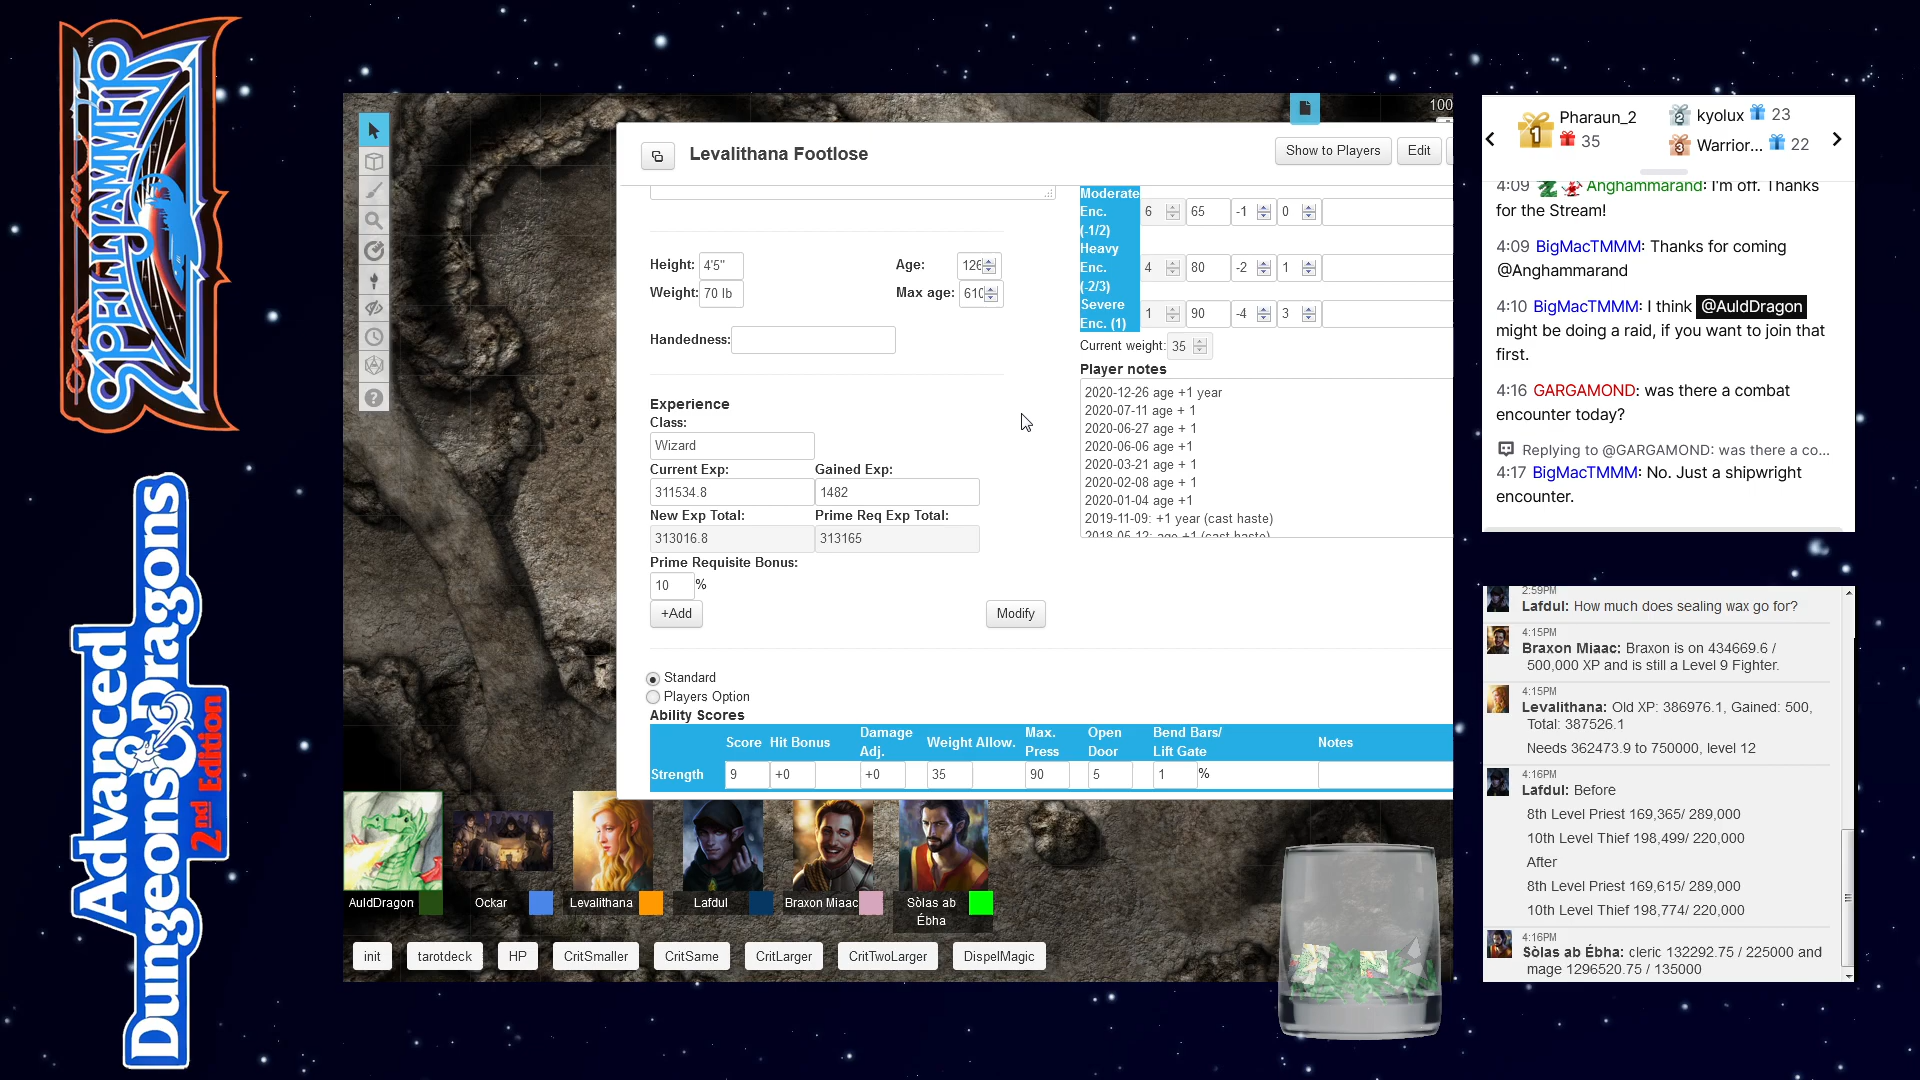 SPELLJAMMER
TM
Advanced
Dungeons & Dragons
2nd Edition
100
Levalithana Footlose
Show to Players
Edit
Height:
4'5"
Weight:
70 lb
Age:
Max age:
Handedness:
Experience
Class:
Wizard
Current Exp:
Gained Exp:
311534.8
1482
New Exp Total:
Prime Req Exp Total:
313016.8
313165
Prime Requisite Bonus:
10
%
+Add
Modify
Moderate
Enc.
(-1/2)
6
65
-1
0
Heavy
Enc.
(-2/3)
4
80
-2
1
Severe
Enc. (1)
1
90
-4
3
Current weight:
35
Player notes
2020-12-26 age +1 year
2020-07-11 age + 1
2020-06-27 age + 1
2020-06-06 age +1
2020-03-21 age + 1
2020-02-08 age + 1
2020-01-04 age +1
2019-11-09: +1 year (cast haste)
2018-05-12: age +1 (cast haste)
Standard
Players Option
Ability Scores
Score
Hit Bonus
Damage
Adj.
Weight Allow.
Max.
Press
Open
Door
Bend Bars/
Lift Gate
Notes
Strength
9
+0
+0
35
90
5
1
%
AuldDragon
Ockar
Levalithana
Lafdul
Braxon Miaac
Sòlas ab
Ébha
init
tarotdeck
HP
CritSmaller
CritSame
CritLarger
CritTwoLarger
DispelMagic
1
Pharaun_2
35
2
kyolux
23
3
Warrior...
22
4:09 Anghammarand: I'm off. Thanks
for the Stream!
4:09 BigMacTMMM: Thanks for coming
@Anghammarand
4:10 BigMacTMMM: I think @AuldDragon
might be doing a raid, if you want to join that
first.
4:16 GARGAMOND: was there a combat
encounter today?
Replying to @GARGAMOND: was there a co...
4:17 BigMacTMMM: No. Just a shipwright
encounter.
2:59PM
Lafdul: How much does sealing wax go for?
4:15PM
Braxon Miaac: Braxon is on 434669.6 /
500,000 XP and is still a Level 9 Fighter.
4:15PM
Levalithana: Old XP: 386976.1, Gained: 500,
Total: 387526.1
Needs 362473.9 to 750000, level 12
4:16PM
Lafdul: Before
8th Level Priest 169,365/ 289,000
10th Level Thief 198,499/ 220,000
After
8th Level Priest 169,615/ 289,000
10th Level Thief 198,774/ 220,000
4:16PM
Sòlas ab Ébha: cleric 132292.75 / 225000 and
mage 1296520.75 / 135000